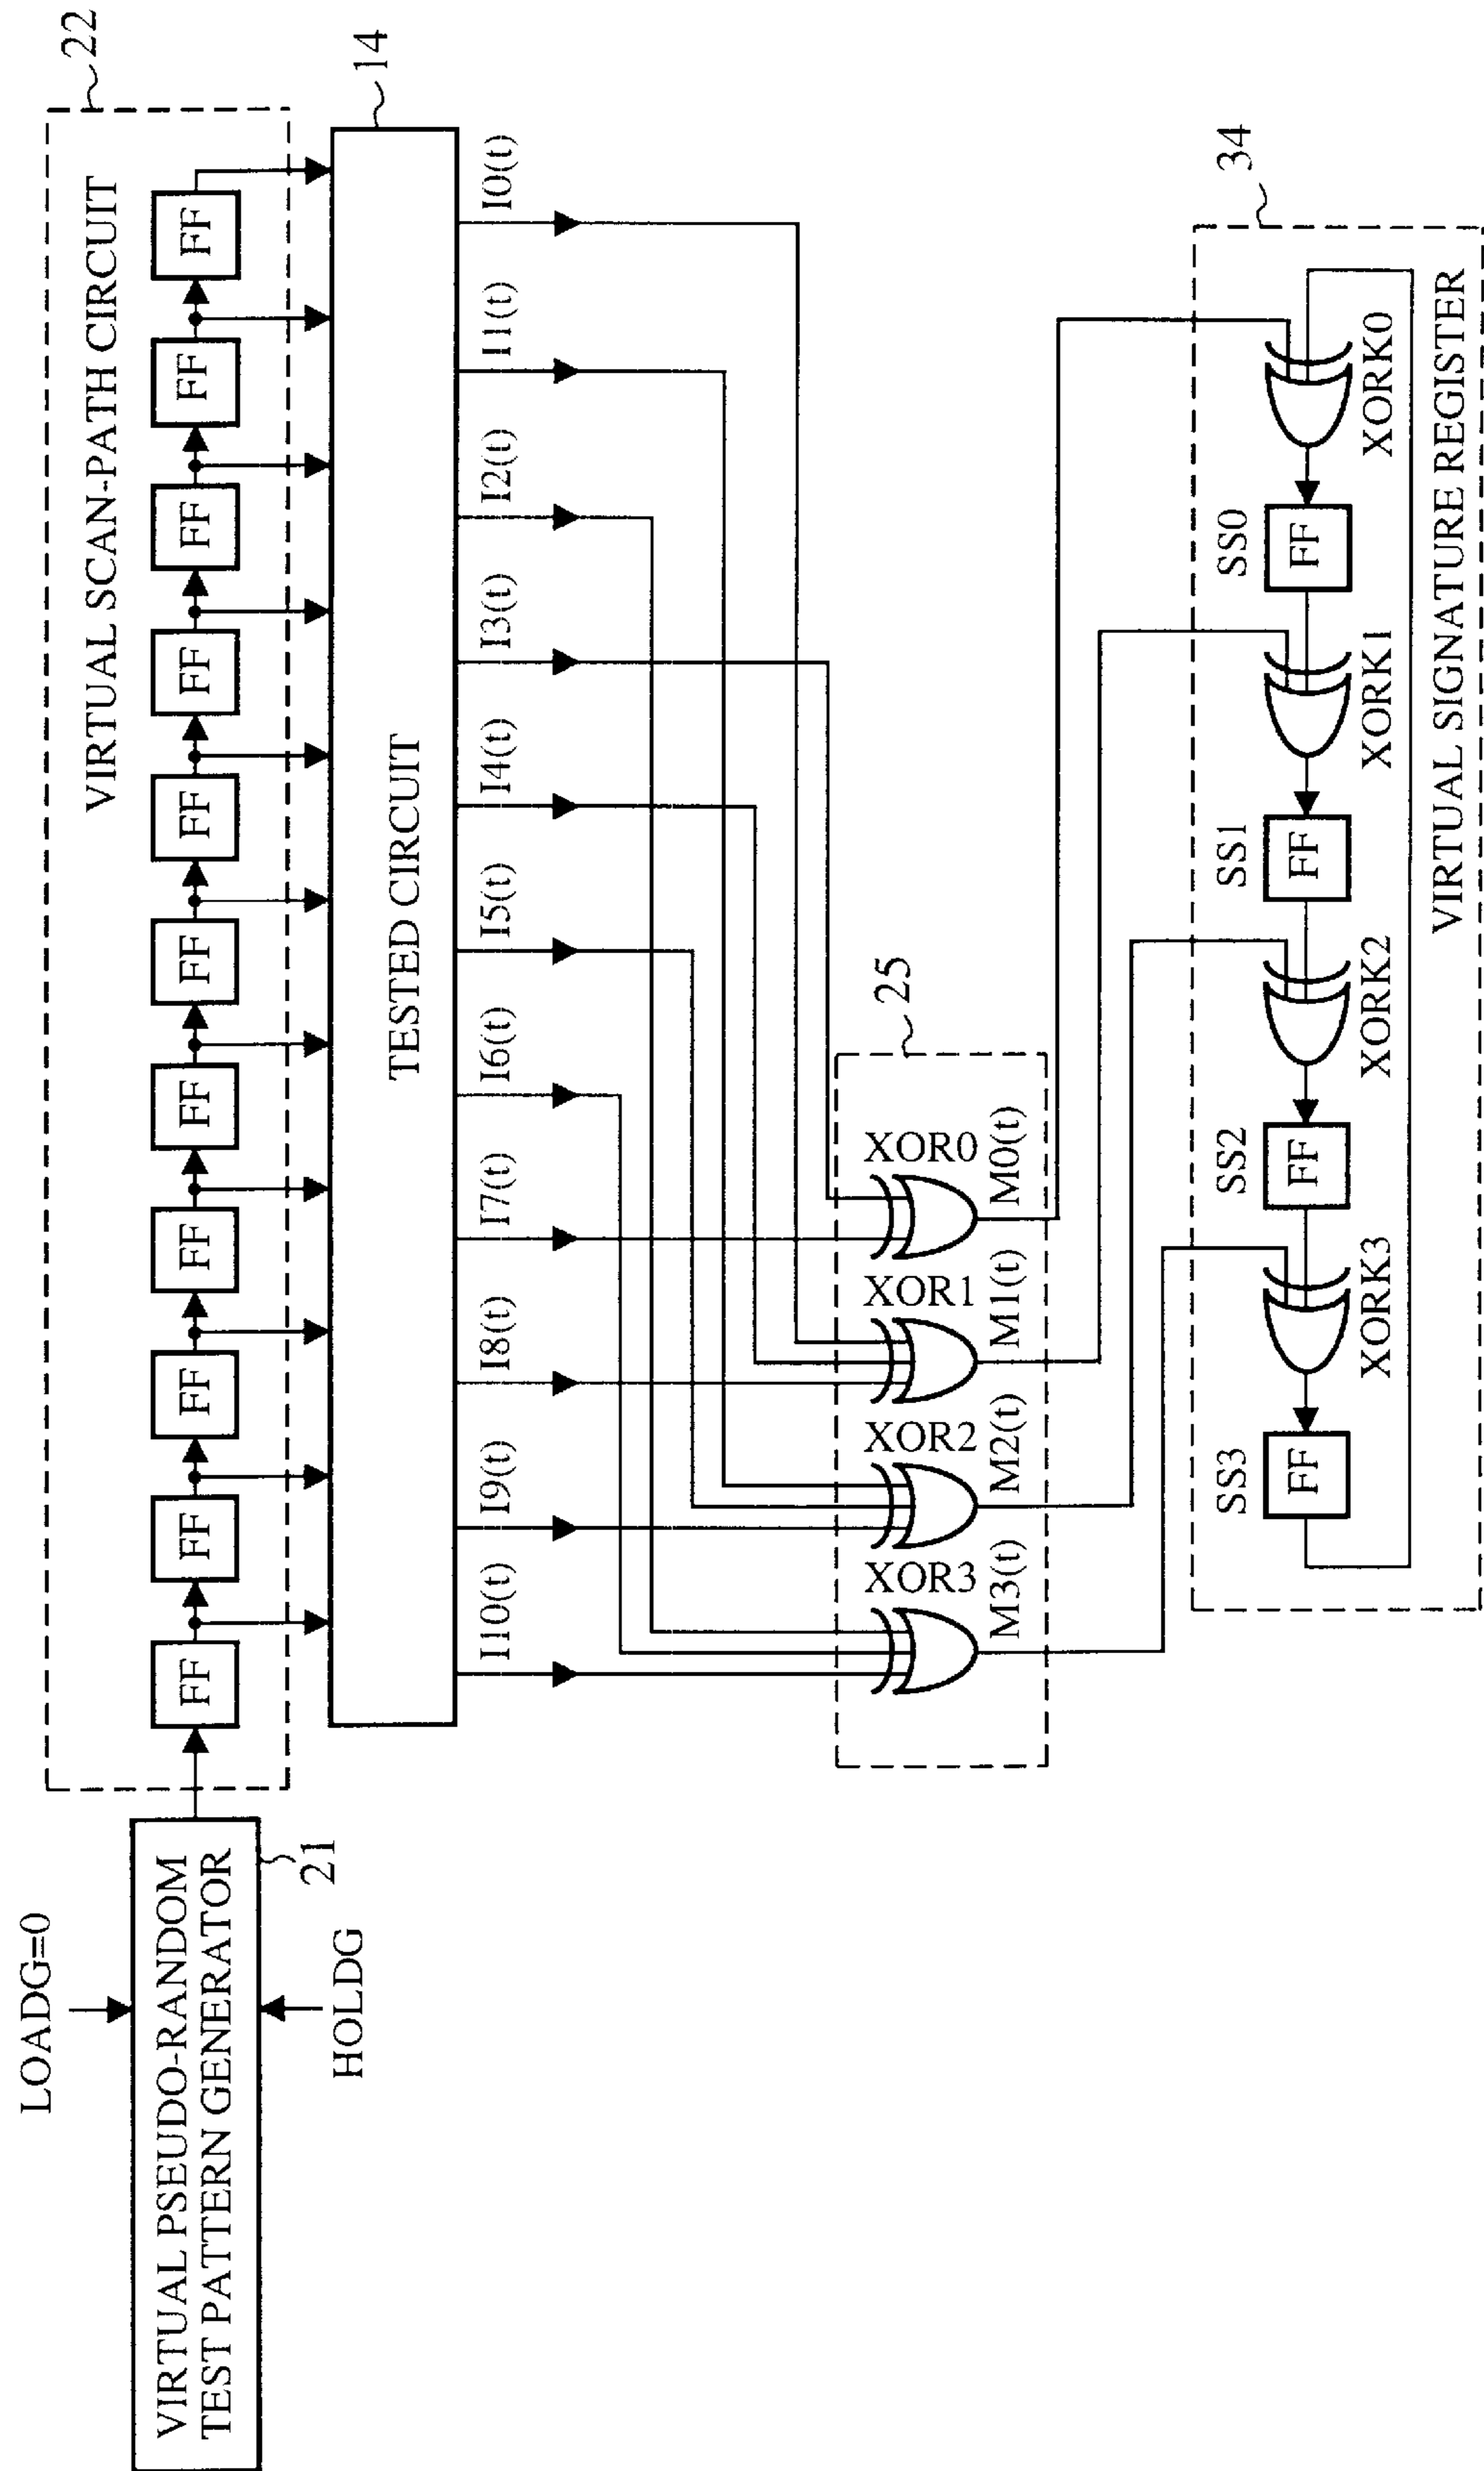 LOADG=0
VIRTUAL PSEUDO-RANDOM
TEST PATTERN GENERATOR
21
HOLDG
22
VIRTUAL SCAN-PATH CIRCUIT
FF
FF
FF
FF
FF
FF
FF
FF
FF
FF
FF
14
TESTED CIRCUIT
I10(t)
I9(t)
I8(t)
I7(t)
I6(t)
I5(t)
I4(t)
I3(t)
I2(t)
I1(t)
I0(t)
25
XOR3
XOR2
XOR1
XOR0
M3(t)
M2(t)
M1(t)
M0(t)
34
SS3
SS2
SS1
SS0
FF
FF
FF
FF
XORK3
XORK2
XORK1
XORK0
VIRTUAL SIGNATURE REGISTER